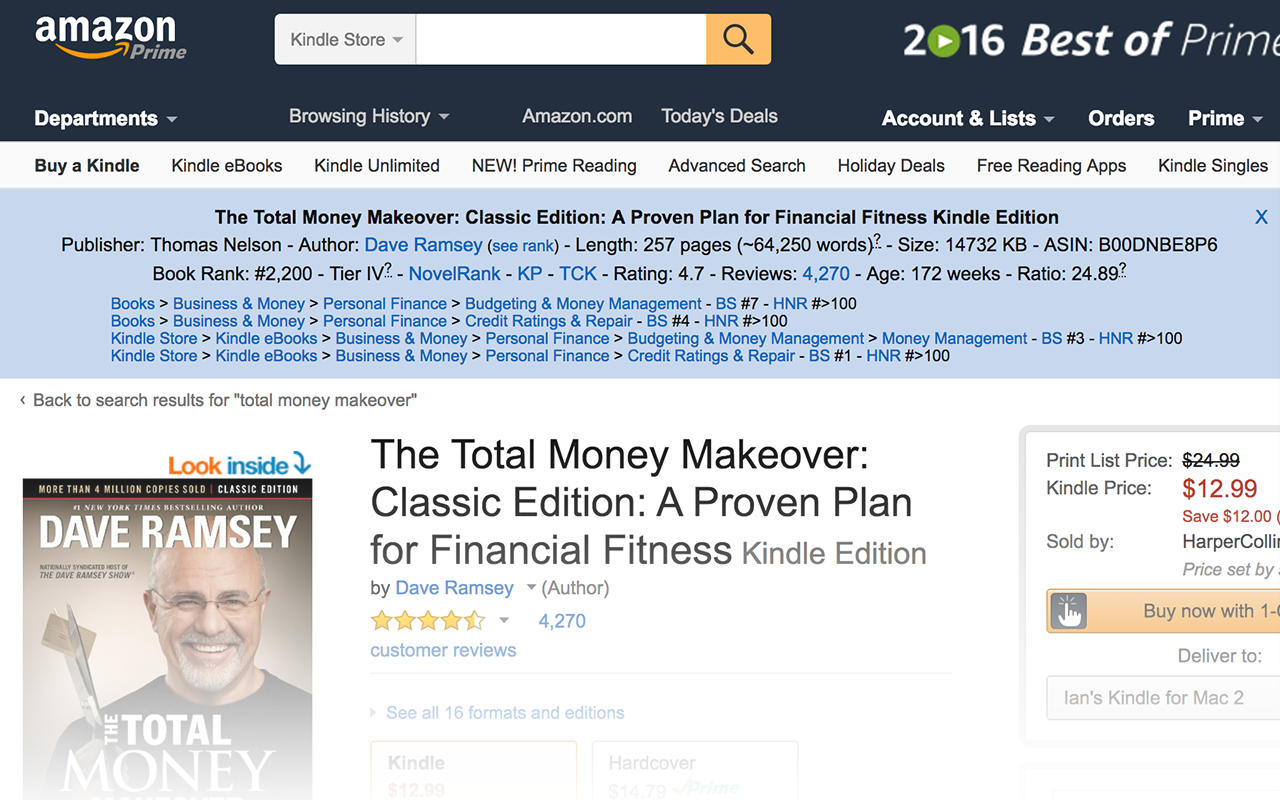 amazon
Prime
Kindle Store
2016 Best of Prime
Departments
Browsing History
Amazon.com
Today's Deals
Account & Lists
Orders
Prime
Buy a Kindle
Kindle eBooks
Kindle Unlimited
NEW! Prime Reading
Advanced Search
Holiday Deals
Free Reading Apps
Kindle Singles
The Total Money Makeover: Classic Edition: A Proven Plan for Financial Fitness Kindle Edition
X
Publisher: Thomas Nelson - Author: Dave Ramsey (see rank) - Length: 257 pages (~64,250 words)? - Size: 14732 KB - ASIN: B00DNBE8P6
Book Rank: #2,200 - Tier IV? - NovelRank - KP - TCK - Rating: 4.7 - Reviews: 4,270 - Age: 172 weeks - Ratio: 24.89?
Books > Business & Money > Personal Finance > Budgeting & Money Management - BS #7 - HNR #>100
Books > Business & Money > Personal Finance > Credit Ratings & Repair - BS #4 - HNR #>100
Kindle Store > Kindle eBooks > Business & Money > Personal Finance > Budgeting & Money Management > Money Management - BS #3 - HNR #>100
Kindle Store > Kindle eBooks > Business & Money > Personal Finance > Credit Ratings & Repair - BS #1 - HNR #>100
‹ Back to search results for "total money makeover"
Look inside
MORE THAN 4 MILLION COPIES SOLD | CLASSIC EDITION
#1 NEW YORK TIMES BESTSELLING AUTHOR
DAVE RAMSEY
NATIONALLY SYNDICATED HOST OF
THE DAVE RAMSEY SHOW
THE TOTAL
MONEY
MAKEOVER
The Total Money Makeover:
Classic Edition: A Proven Plan
for Financial Fitness Kindle Edition
by Dave Ramsey (Author)
4,270
customer reviews
See all 16 formats and editions
Kindle
$12.99
Hardcover
$14.79 Prime
Print List Price: $24.99
Kindle Price: $12.99
Save $12.00 (
Sold by: HarperCollin
Price set by
Buy now with 1-C
Deliver to:
Ian's Kindle for Mac 2